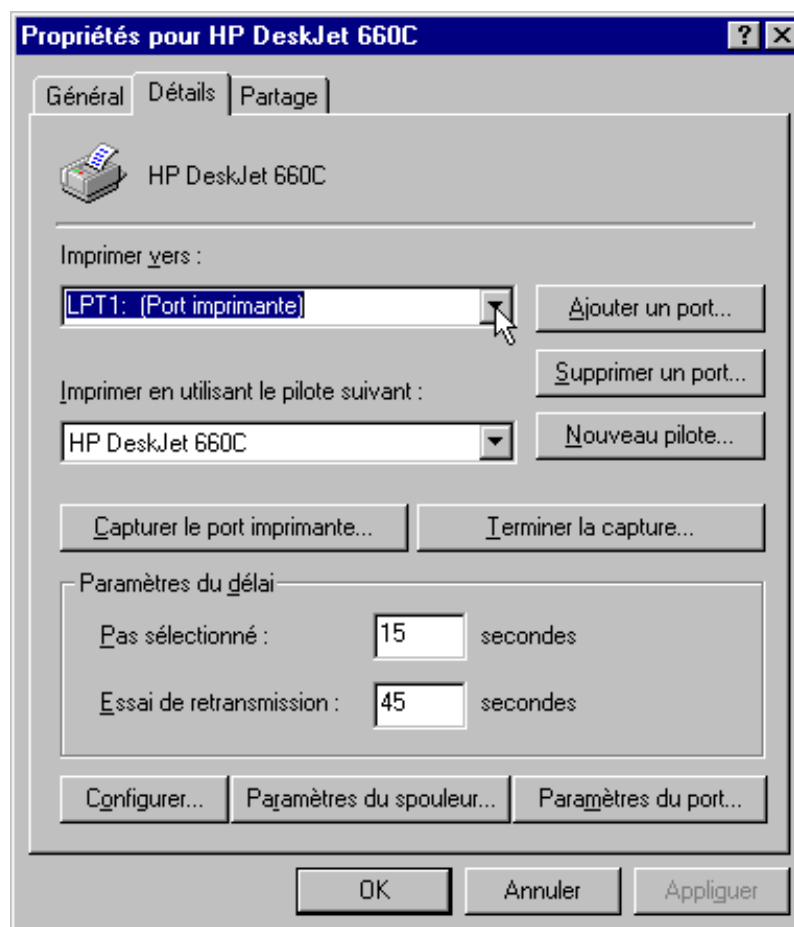 Propriétés pour HP DeskJet 660C
Général Détails Partage
HP DeskJet 660C
Imprimer vers :
LPT1: (Port imprimante)
Ajouter un port...
Supprimer un port...
Imprimer en utilisant le pilote suivant :
HP DeskJet 660C
Nouveau pilote...
Capturer le port imprimante... Terminer la capture...
Paramètres du délai
Pas sélectionné : 15 secondes
Essai de retransmission : 45 secondes
Configurer... Paramètres du spouleur... Paramètres du port...
OK Annuler Appliquer